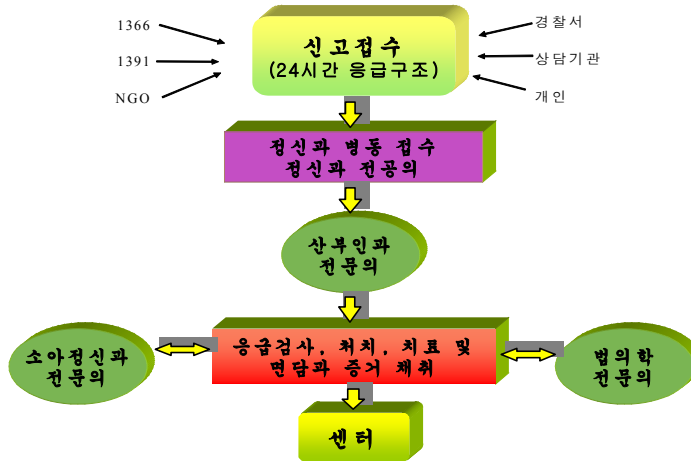 1366
1391
NGO
신고접수
(24시간 응급구조)
경찰서
상담기관
개인
정신과 병동 접수
정신과 전공의
산부인과
전문의
소아정신과
전문의
응급검사, 처치, 치료 및
면담과 증거 채취
법의학
전문의
센터